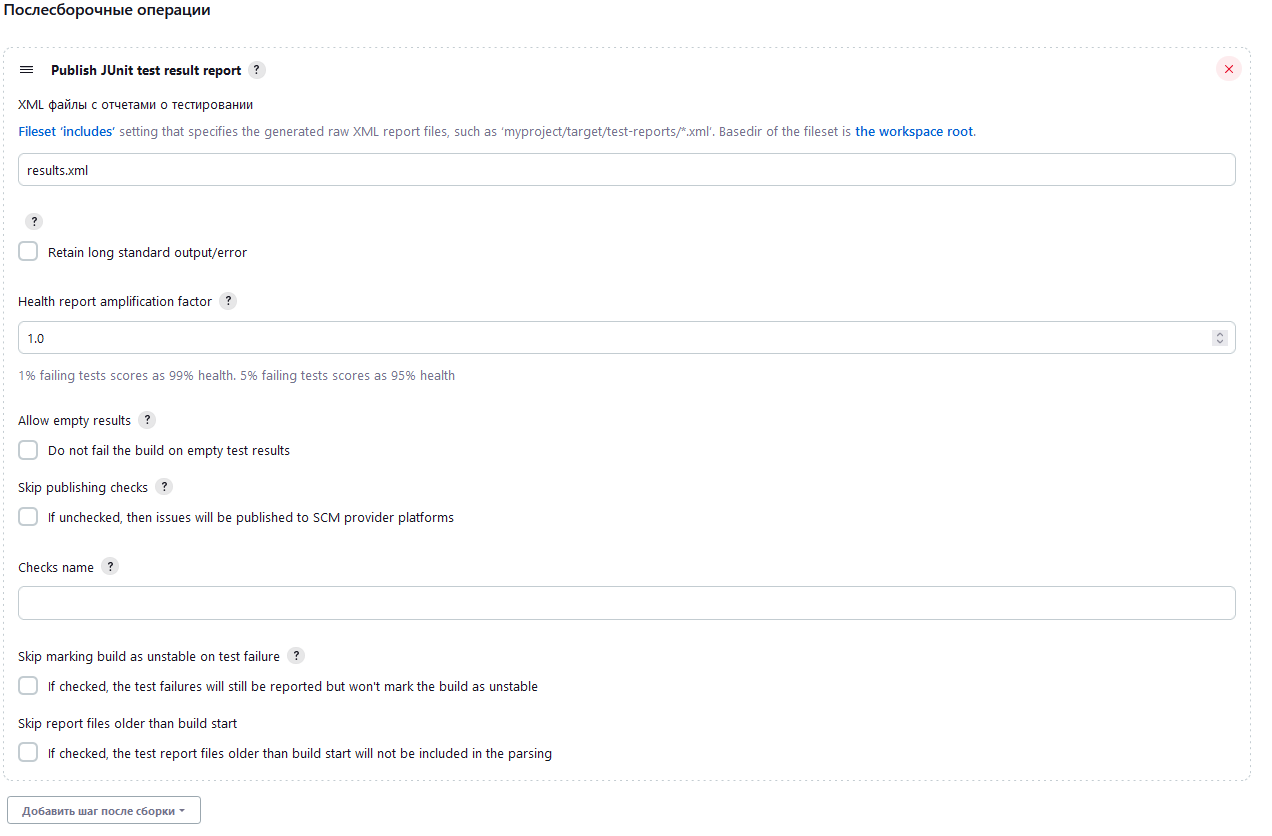 Послесборочные операции
Publish JUnit test result report ?
XML файлы с отчетами о тестировании
Fileset 'includes' setting that specifies the generated raw XML report files, such as 'myproject/target/test-reports/*.xml'. Basedir of the fileset is the workspace root.
results.xml
?
Retain long standard output/error
Health report amplification factor ?
1.0
1% failing tests scores as 99% health. 5% failing tests scores as 95% health
Allow empty results ?
Do not fail the build on empty test results
Skip publishing checks ?
If unchecked, then issues will be published to SCM provider platforms
Checks name ?
Skip marking build as unstable on test failure ?
If checked, the test failures will still be reported but won't mark the build as unstable
Skip report files older than build start
If checked, the test report files older than build start will not be included in the parsing
Добавить шаг после сборки